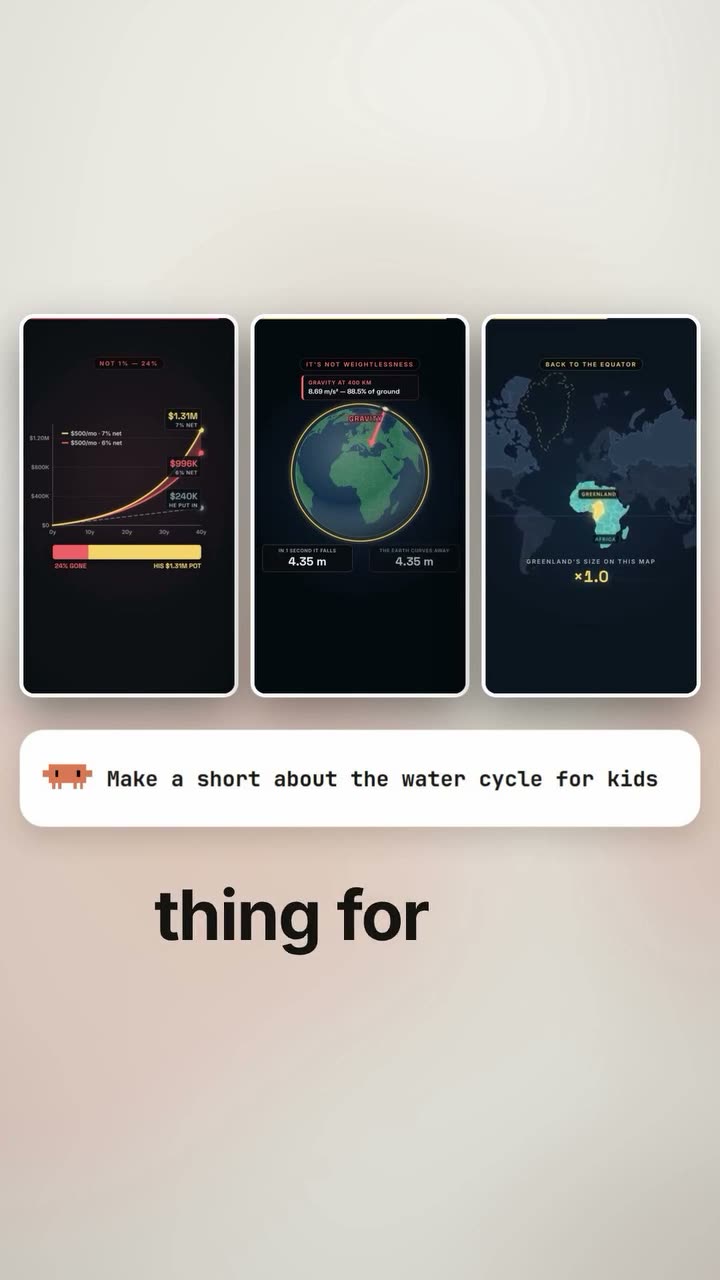 NOT 1% — 24%
$1.31M
7% NET
$500/mo · 7% net
$500/mo · 6% net
$1.20M
$800K
$400K
$0
$996K
6% NET
$240K
HE PUT IN
0y 10y 20y 30y 40y
24% GONE HIS $1.31M POT
IT'S NOT WEIGHTLESSNESS
GRAVITY AT 400 KM
8.69 m/s² — 88.5% of ground
GRAVITY
IN 1 SECOND IT FALLS
4.35 m
THE EARTH CURVES AWAY
4.35 m
BACK TO THE EQUATOR
GREENLAND
AFRICA
GREENLAND'S SIZE ON THIS MAP
×1.0
Make a short about the water cycle for kids
thing for